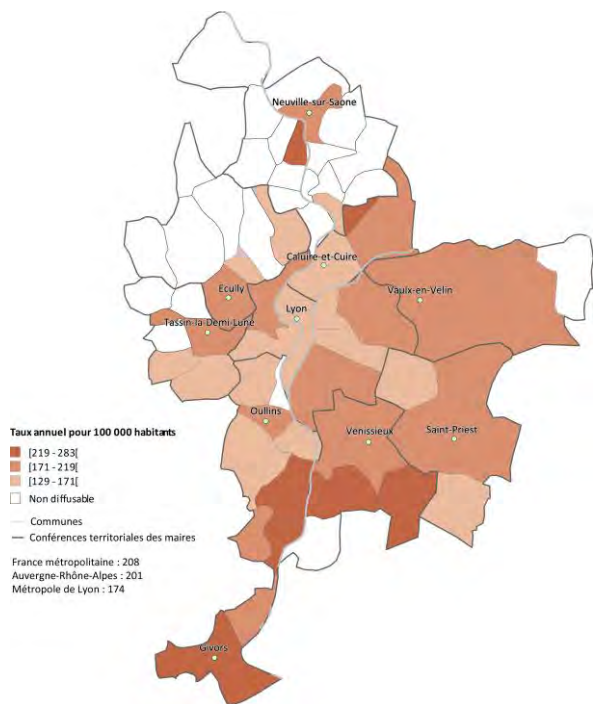 Neuville-sur-Saone
Caluire-et-Cuire
Ecully
Vaulx-en-Velin
Lyon
Tassin-la-Demi-Lune
Oullins
Vénissieux
Saint-Priest
Taux annuel pour 100 000 habitants
[219 - 283[
[171 - 219[
[129 - 171[
Non diffusable
Communes
Conférences territoriales des maires
France métropolitaine : 208
Auvergne-Rhône-Alpes : 201
Métropole de Lyon : 174
Givors